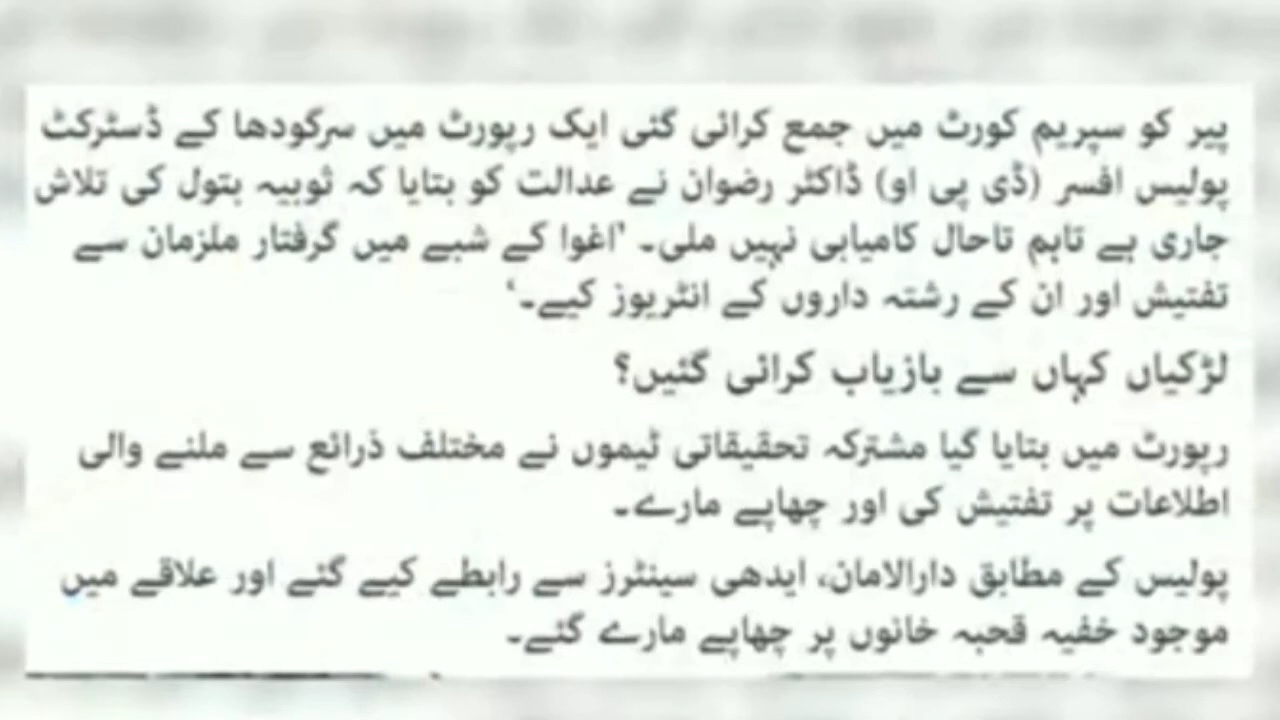 پیر کو سپریم کورٹ میں جمع کرائی گئی ایک رپورٹ میں سرگودھا کے ڈسٹرکٹ
پولیس افسر (ڈی پی او) ڈاکٹر رضوان نے عدالت کو بتایا کہ ثوبیہ بتول کی تلاش
جاری ہے تاہم تاحال کامیابی نہیں ملی۔ 'اغوا کے شبے میں گرفتار ملزمان سے
تفتیش اور ان کے رشتہ داروں کے انٹریوز کیے۔‘
لڑکیاں کہاں سے بازیاب کرائی گئیں؟
رپورٹ میں بتایا گیا مشترکہ تحقیقاتی ٹیموں نے مختلف ذرائع سے ملنے والی
اطلاعات پر تفتیش کی اور چھاپے مارے۔
پولیس کے مطابق دارالامان، ایدھی سینٹرز سے رابطے کیے گئے اور علاقے میں
موجود خفیہ قحبہ خانوں پر چھاپے مارے گئے۔